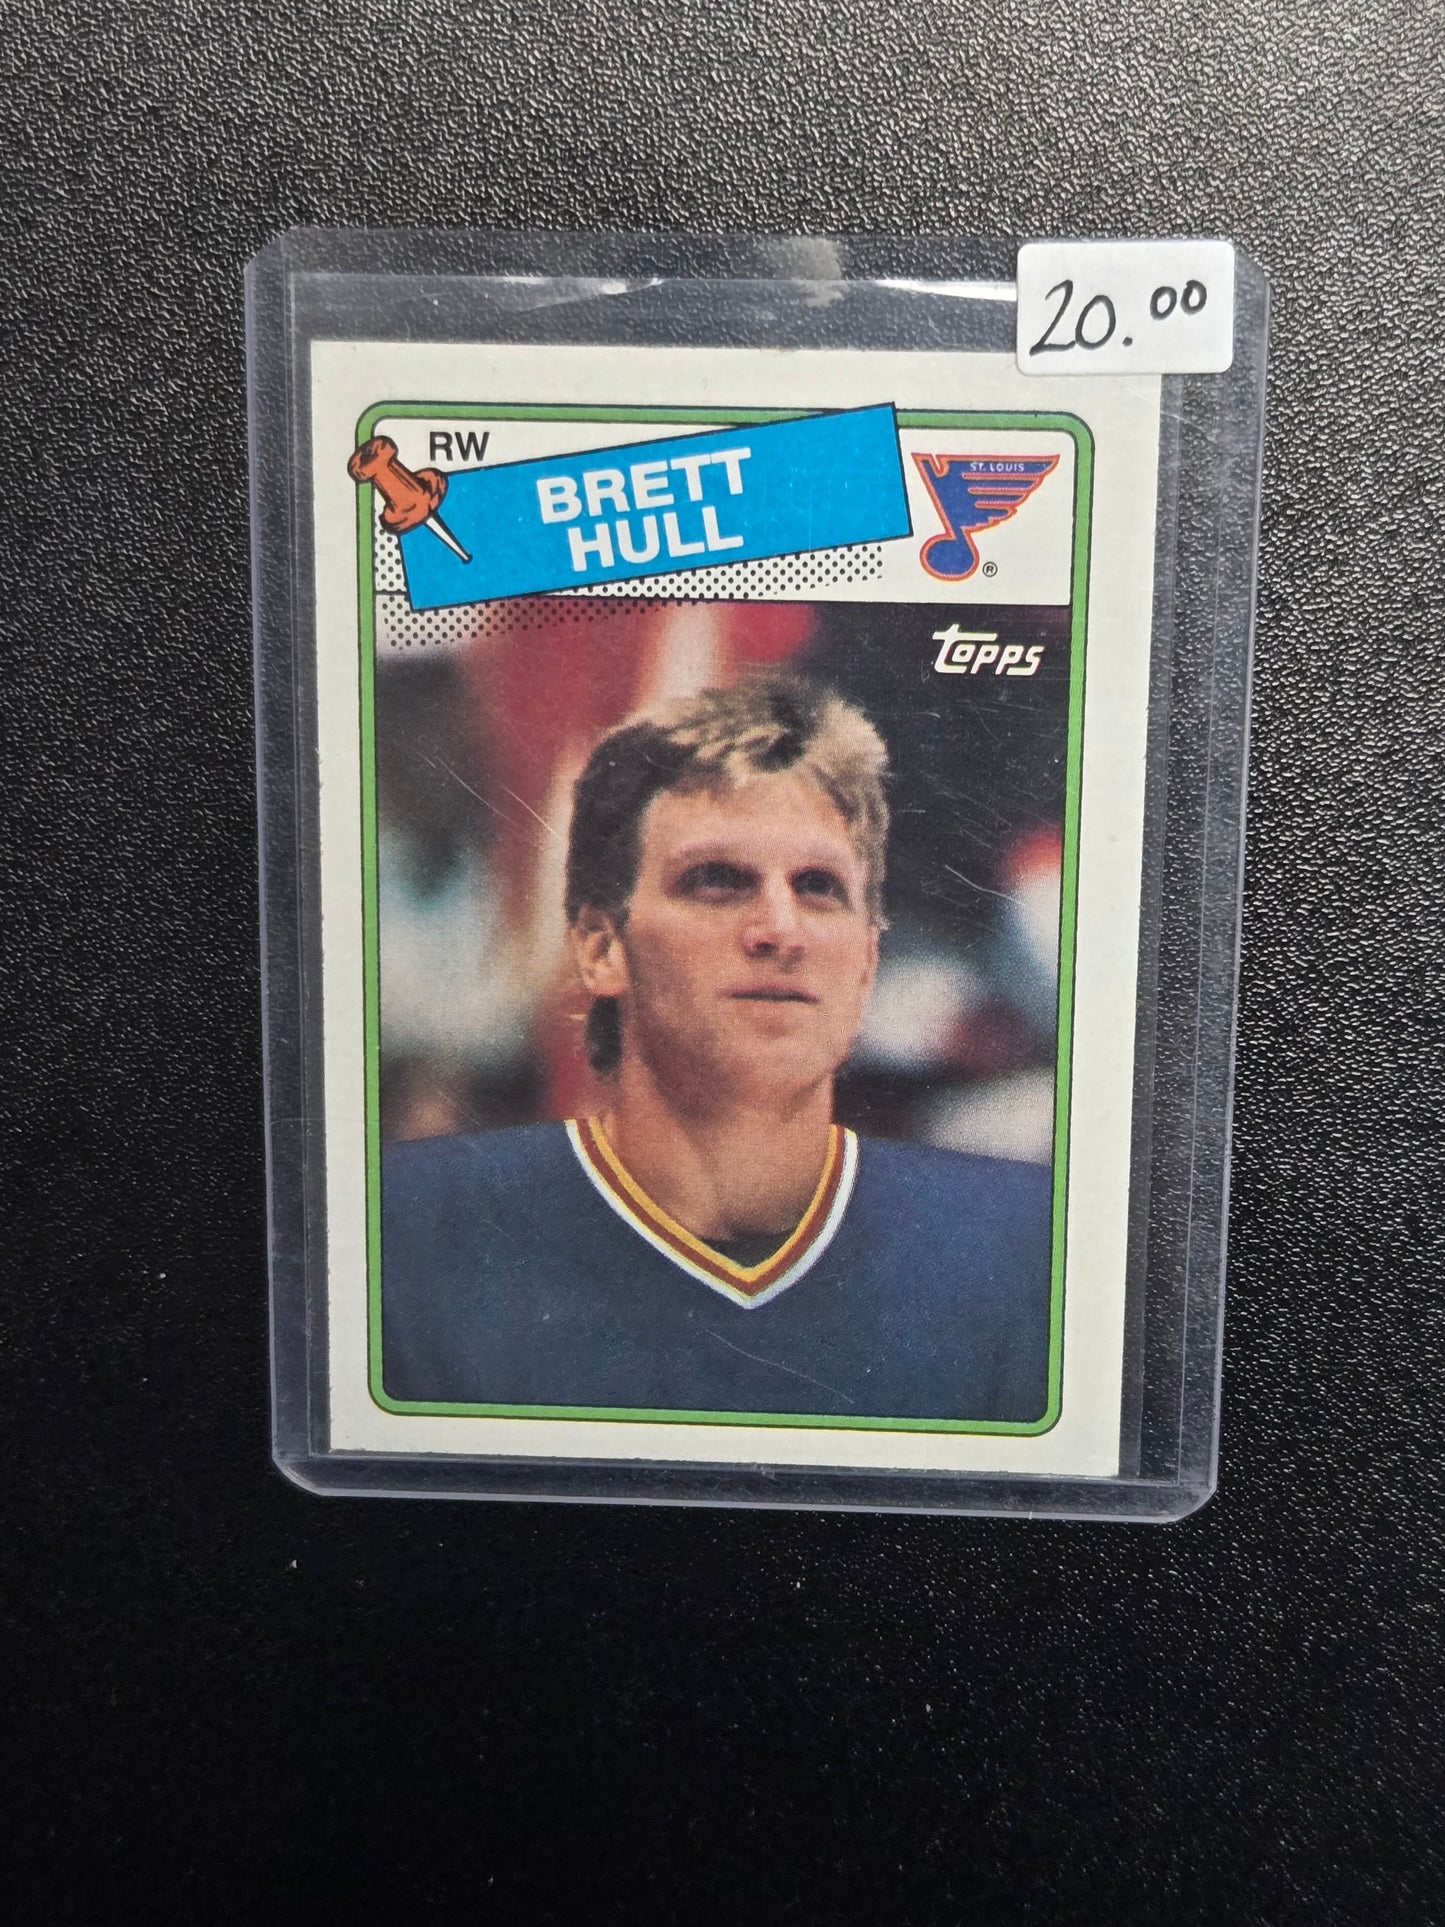 20.00
RW
BRETT
HULL
ST. LOUIS
®
TOPPS